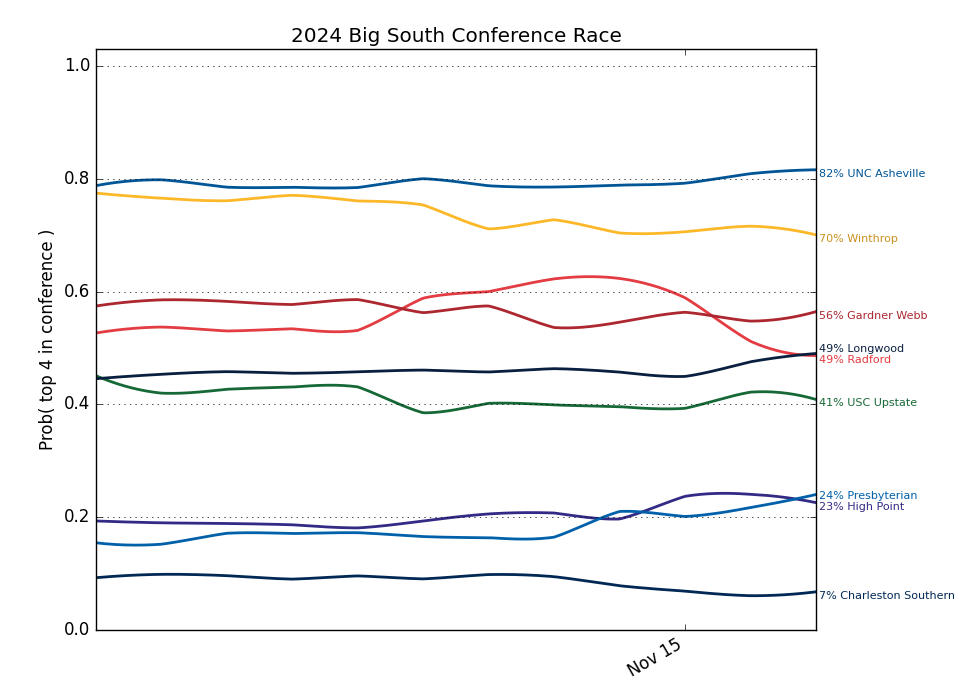 2024 Big South Conference Race
Prob( top 4 in conference )
1.0
0.8
0.6
0.4
0.2
0.0
Nov 15
82% UNC Asheville
70% Winthrop
56% Gardner Webb
49% Longwood
49% Radford
41% USC Upstate
24% Presbyterian
23% High Point
7% Charleston Southern